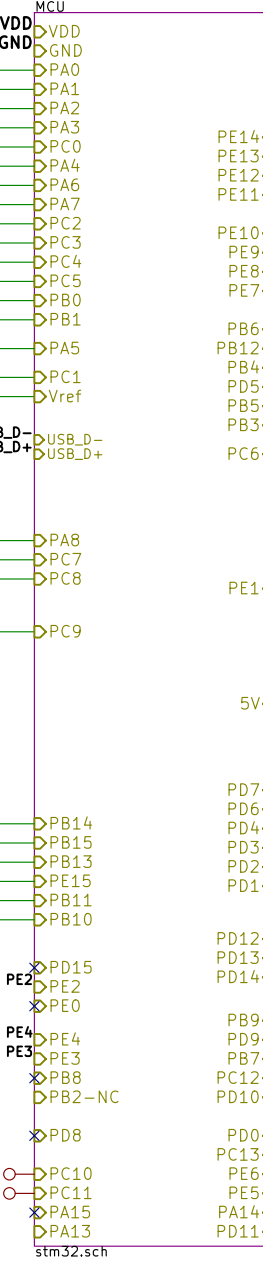 MCU
VDD
VDD
GND
GND
PA0
PA1
PA2
PA3
PC0
PA4
PA6
PA7
PC2
PC3
PC4
PC5
PB0
PB1
PA5
PC1
Vref
B_D-
USB_D-
B_D+
USB_D+
PA8
PC7
PC8
PC9
PB14
PB15
PB13
PE15
PB11
PB10
PD15
PE2
PE2
PE0
PE4
PE4
PE3
PE3
PB8
PB2-NC
PD8
PC10
PC11
PA15
PA13
PE14
PE13
PE12
PE11
PE10
PE9
PE8
PE7
PB6
PB12
PB4
PD5
PB5
PB3
PC6
PE1
5V
PD7
PD6
PD4
PD3
PD2
PD1
PD12
PD13
PD14
PB9
PD9
PB7
PC12
PD10
PD0
PC13
PE6
PE5
PA14
PD11
stm32.sch